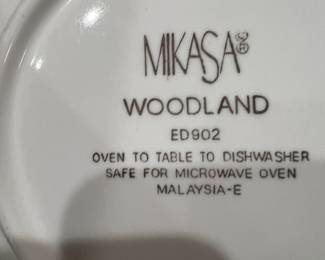 MIKASA®
WOODLAND
ED902
OVEN TO TABLE TO DISHWASHER
SAFE FOR MICROWAVE OVEN
MALAYSIA-E